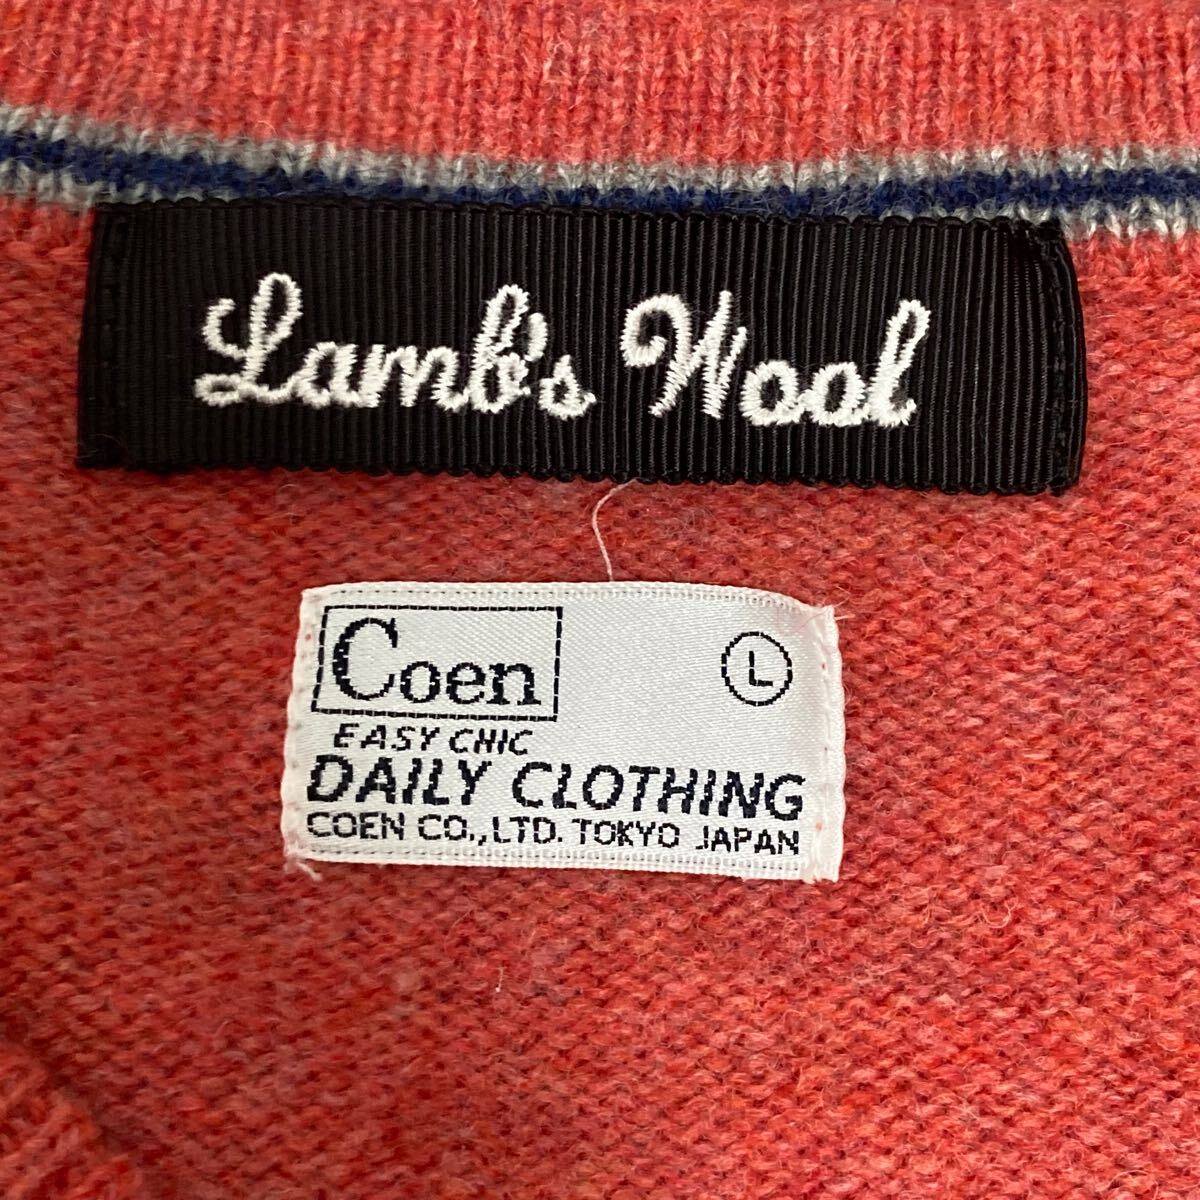 Lamb's Wool
Coen L
EASY CHIC
DAILY CLOTHING
COEN CO.,LTD. TOKYO JAPAN